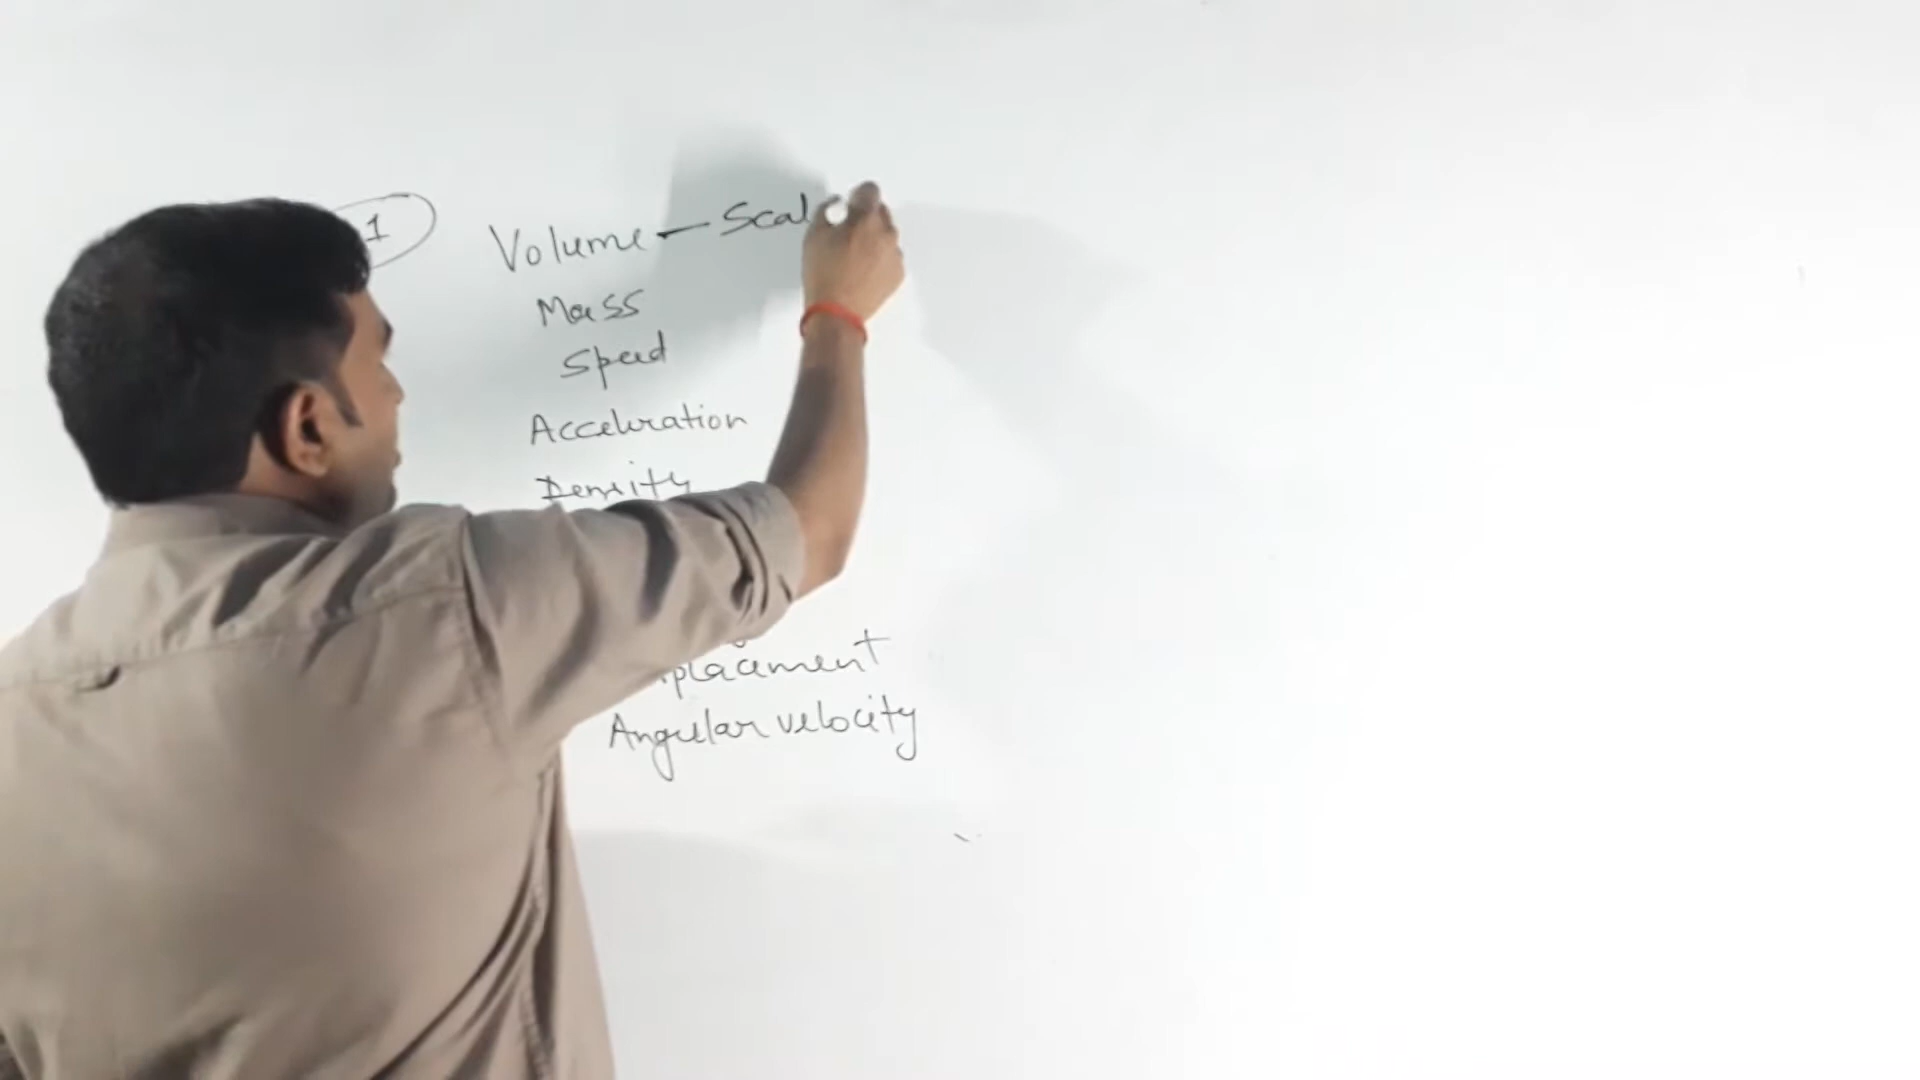 1
Volume — Scal
Mass
Speed
Acceleration
Density
placement
Angular velocity